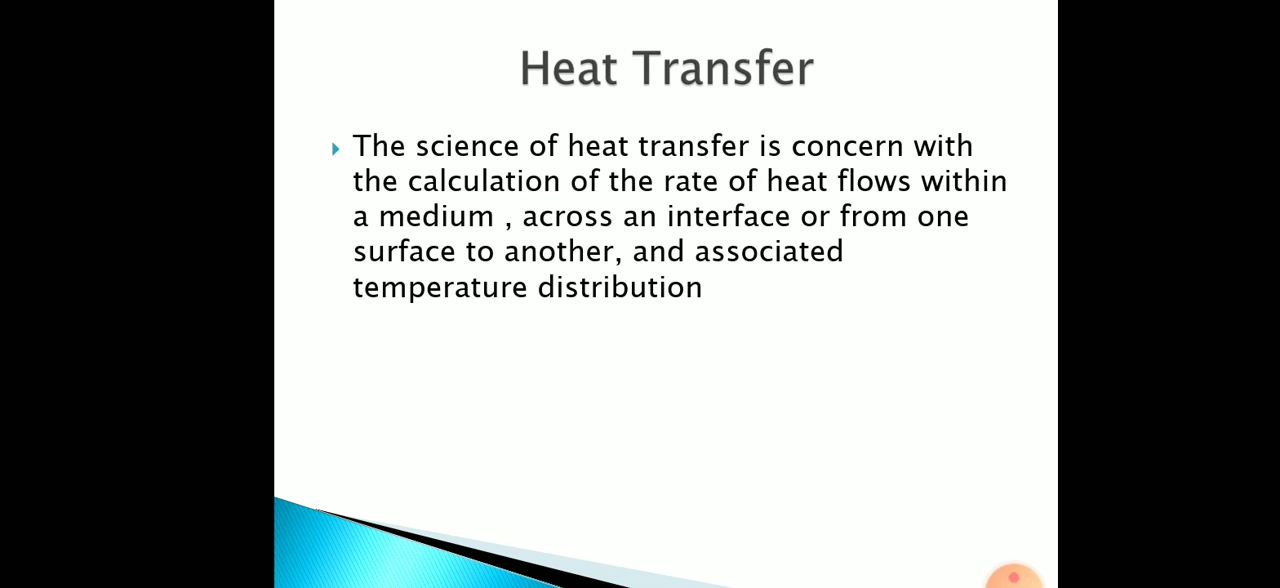 Heat Transfer
The science of heat transfer is concern with
the calculation of the rate of heat flows within
a medium , across an interface or from one
surface to another, and associated
temperature distribution